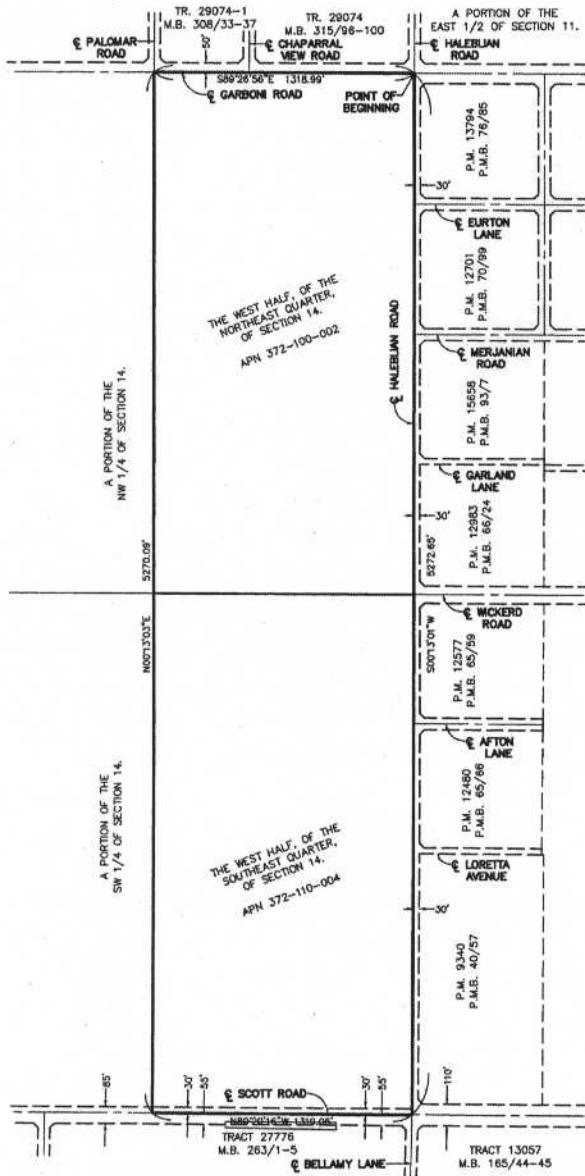 TR. 29074-1
M.B. 308/33-37
TR. 29074
M.B. 315/96-100
A PORTION OF THE
EAST 1/2 OF SECTION 11.
℄ PALOMAR
ROAD
50'
℄ CHAPARRAL
VIEW ROAD
℄ HALEBLIAN
ROAD
S89°26'56"E 1318.99'
℄ GARBONI ROAD
POINT OF
BEGINNING
P.M. 13794
P.M.B. 76/85
30'
℄ EURTON
LANE
P.M. 12701
P.M.B. 70/99
THE WEST HALF, OF THE
NORTHEAST QUARTER,
OF SECTION 14.
APN 372-100-002
℄ HALEBLIAN ROAD
℄ MERJANIAN
ROAD
P.M. 15658
P.M.B. 93/7
A PORTION OF THE
NW 1/4 OF SECTION 14.
℄ GARLAND
LANE
30'
P.M. 12983
P.M.B. 66/24
5270.09'
5272.65'
℄ WICKERD
ROAD
N00°13'03"E
S00°13'01"W
P.M. 12577
P.M.B. 65/59
℄ AFTON
LANE
P.M. 12480
P.M.B. 65/66
A PORTION OF THE
SW 1/4 OF SECTION 14.
THE WEST HALF, OF THE
SOUTHEAST QUARTER,
OF SECTION 14.
APN 372-110-004
℄ LORETTA
AVENUE
30'
P.M. 9340
P.M.B. 40/57
85'
30'
55'
℄ SCOTT ROAD
30'
55'
110'
TRACT 27776
M.B. 263/1-5
℄ BELLAMY LANE
TRACT 13057
M.B. 165/44-45